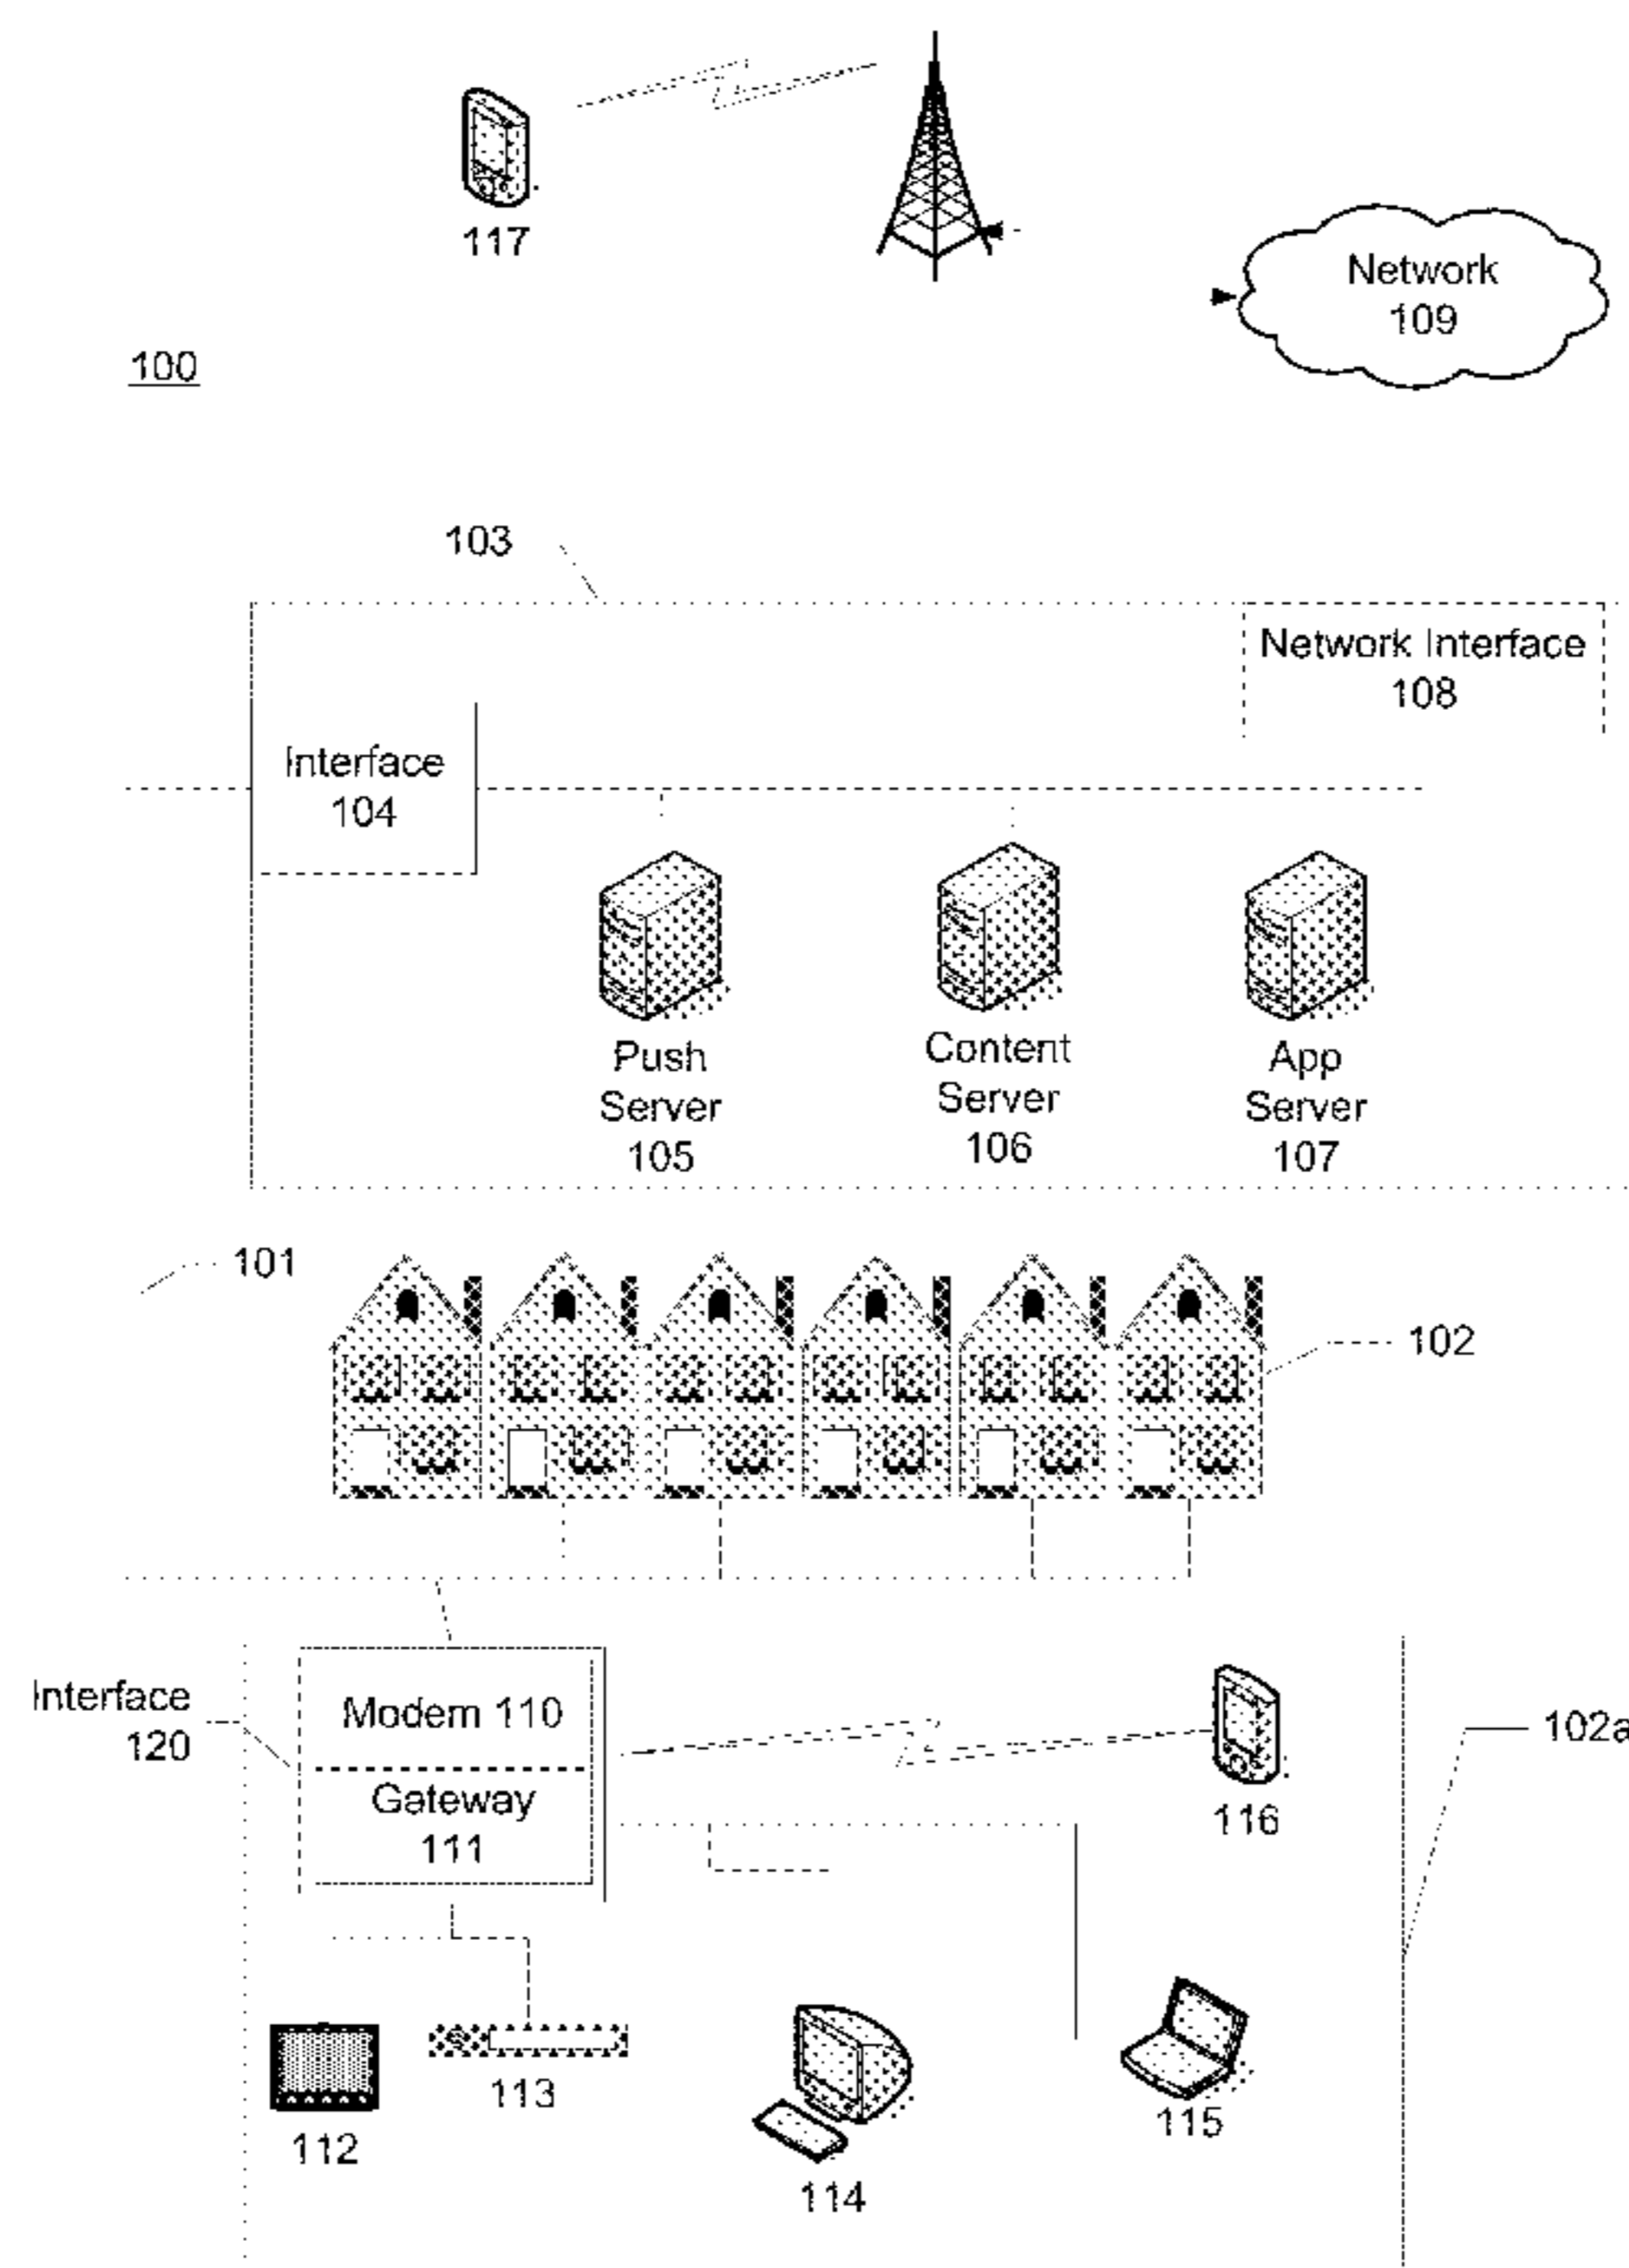 117
Network
109
100
103
Network Interface
108
Interface
104
Push
Server
105
Content
Server
106
App
Server
107
101
102
Interface
120
Modem 110
Gateway
111
102a
116
112
113
114
115